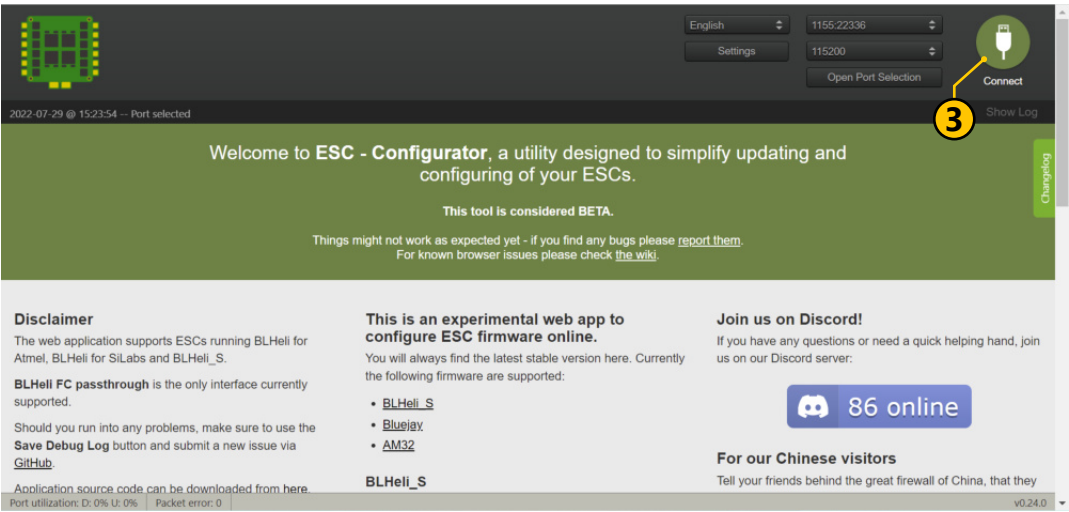 English
1155:22336
Settings
115200
Open Port Selection
Connect
3
2022-07-29 @ 15:23:54 -- Port selected
Show Log
Welcome to ESC - Configurator, a utility designed to simplify updating and
configuring of your ESCs.
This tool is considered BETA.
Things might not work as expected yet - if you find any bugs please report them.
For known browser issues please check the wiki.
Changelog
Disclaimer
The web application supports ESCs running BLHeli for
Atmel, BLHeli for SiLabs and BLHeli_S.
BLHeli FC passthrough is the only interface currently
supported.
Should you run into any problems, make sure to use the
Save Debug Log button and submit a new issue via
GitHub.
Application source code can be downloaded from here.
This is an experimental web app to
configure ESC firmware online.
You will always find the latest stable version here. Currently
the following firmware are supported:
• BLHeli_S
• Bluejay
• AM32
BLHeli_S
Join us on Discord!
If you have any questions or need a quick helping hand, join
us on our Discord server:
86 online
For our Chinese visitors
Tell your friends behind the great firewall of China, that they
Port utilization: D: 0% U: 0%
Packet error: 0
v0.24.0